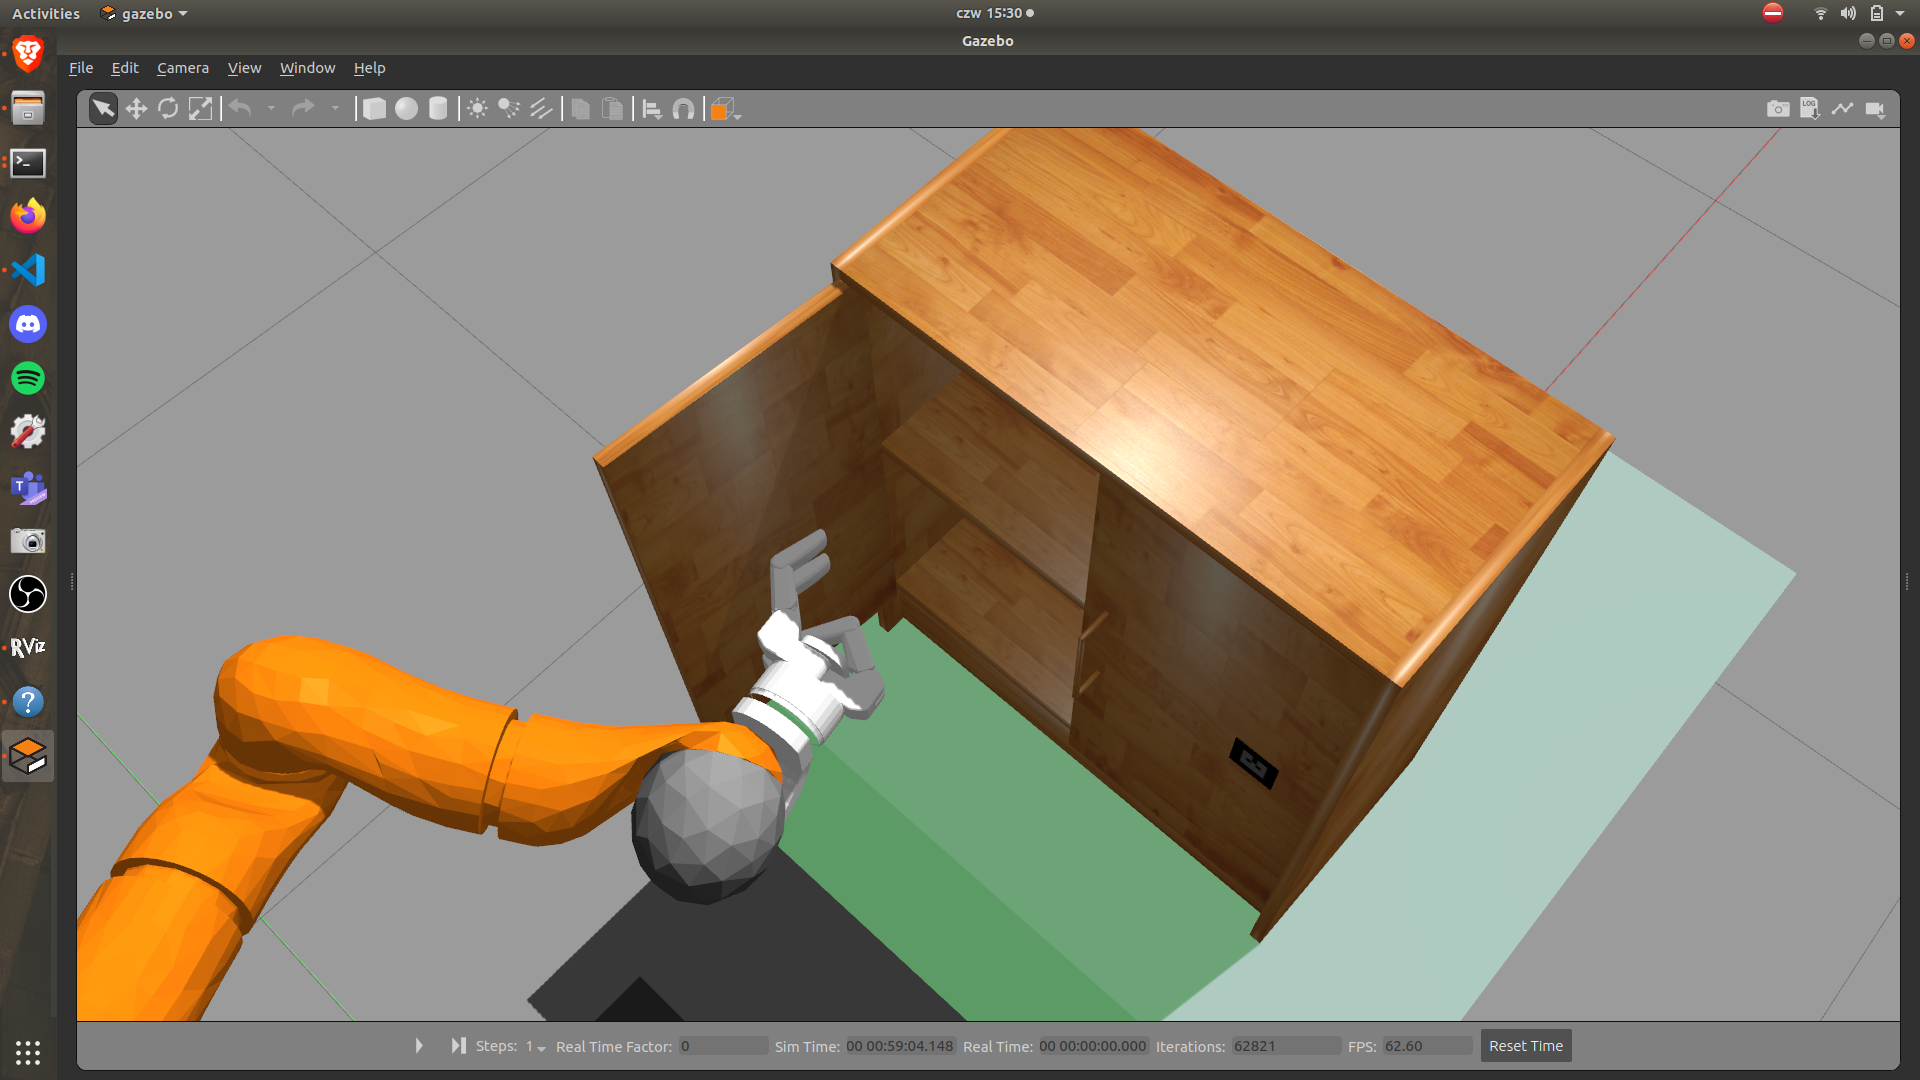 Activities gazebo czw 15:30
Gazebo
File Edit Camera View Window Help
LOG
T
RViz
?
Steps: 1 Real Time Factor: 0 Sim Time: 00 00:59:04.148 Real Time: 00 00:00:00.000 Iterations: 62821 FPS: 62.60 Reset Time